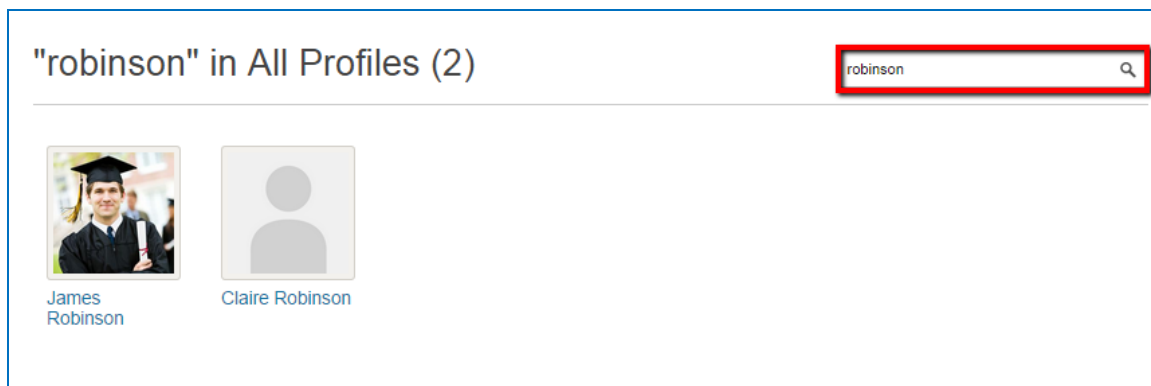 "robinson" in All Profiles (2)
robinson
James
Robinson
Claire Robinson